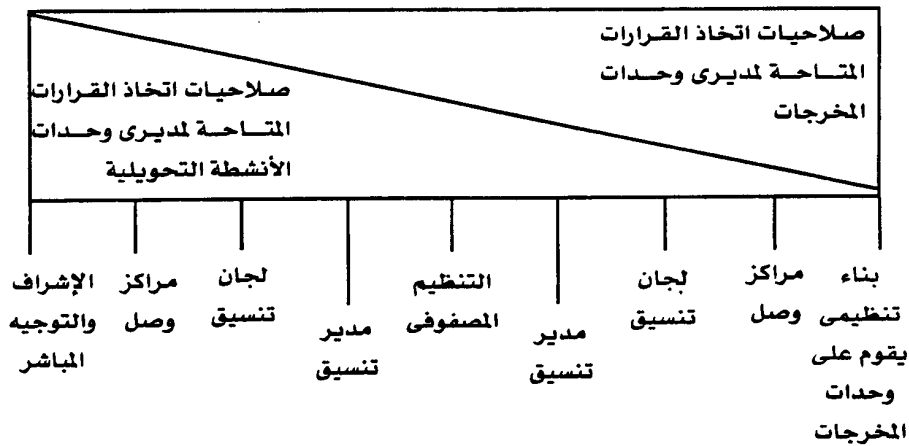 صلاحيات اتخاذ القرارات
المتاحة لمديرى وحدات
المخرجات
صلاحيات اتخاذ القرارات
المتاحة لمديرى وحدات
الأنشطة التحويلية
بناء
تنظيمى
يقوم على
وحدات
المخرجات
مراكز
وصل
لجان
تنسيق
مدير
تنسيق
التنظيم
المصفوفى
مدير
تنسيق
لجان
تنسيق
مراكز
وصل
الإشراف
والتوجيه
المباشر